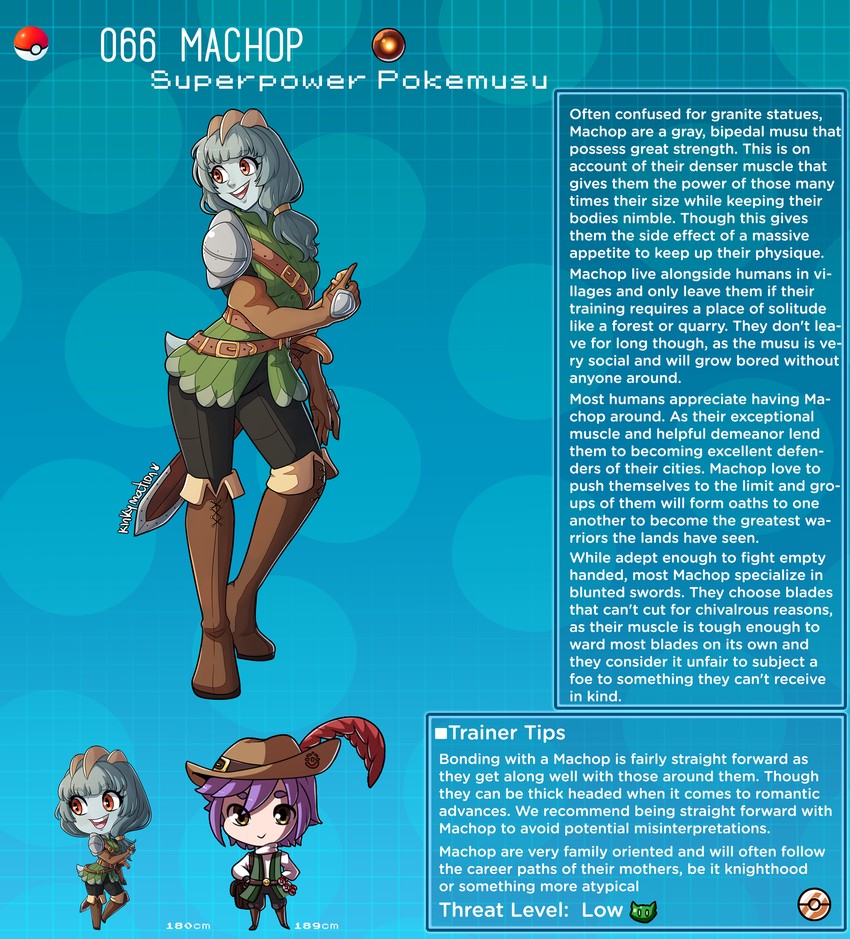 066 MACHOP
Superpower Pokemusu
Often confused for granite statues,
Machop are a gray, bipedal musu that
possess great strength. This is on
account of their denser muscle that
gives them the power of those many
times their size while keeping their
bodies nimble. Though this gives
them the side effect of a massive
appetite to keep up their physique.
Machop live alongside humans in vi-
llages and only leave them if their
training requires a place of solitude
like a forest or quarry. They don't lea-
ve for long though, as the musu is ve-
ry social and will grow bored without
anyone around.
Most humans appreciate having Ma-
chop around. As their exceptional
muscle and helpful demeanor lend
them to becoming excellent defen-
ders of their cities. Machop love to
push themselves to the limit and gro-
ups of them will form oaths to one
another to become the greatest wa-
rriors the lands have seen.
While adept enough to fight empty
handed, most Machop specialize in
blunted swords. They choose blades
that can't cut for chivalrous reasons,
as their muscle is tough enough to
ward most blades on its own and
they consider it unfair to subject a
foe to something they can't receive
in kind.
kinkymation
180cm
189cm
■Trainer Tips
Bonding with a Machop is fairly straight forward as
they get along well with those around them. Though
they can be thick headed when it comes to romantic
advances. We recommend being straight forward with
Machop to avoid potential misinterpretations.
Machop are very family oriented and will often follow
the career paths of their mothers, be it knighthood
or something more atypical
Threat Level: Low